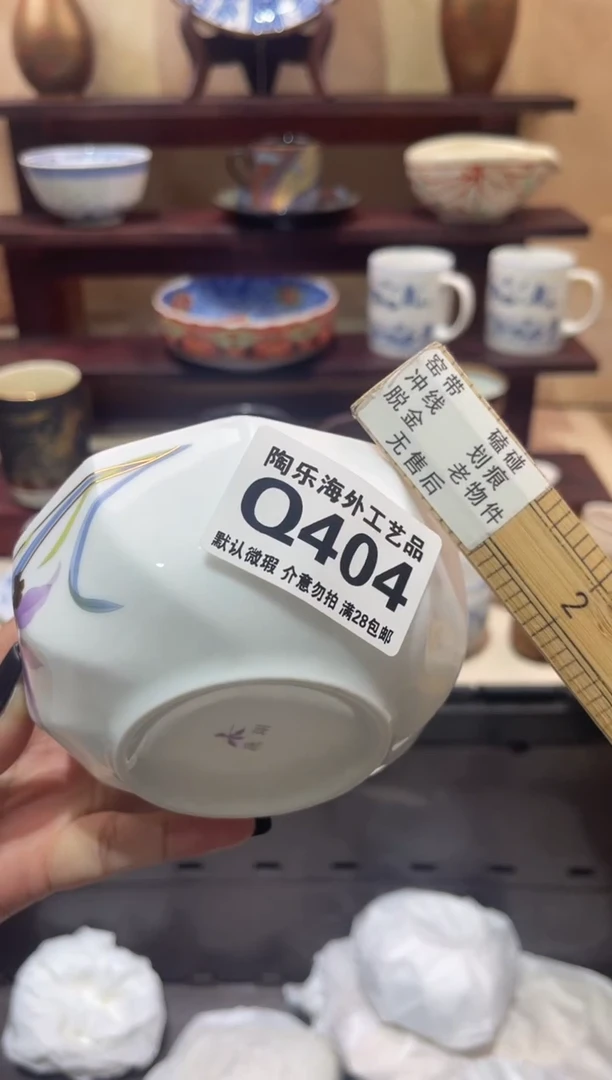 陶乐海外工艺品
Q404
默认微瑕 介意勿拍 满28包邮
窑带 磕碰
冲线 划痕
脱金 老物件
无售后
2